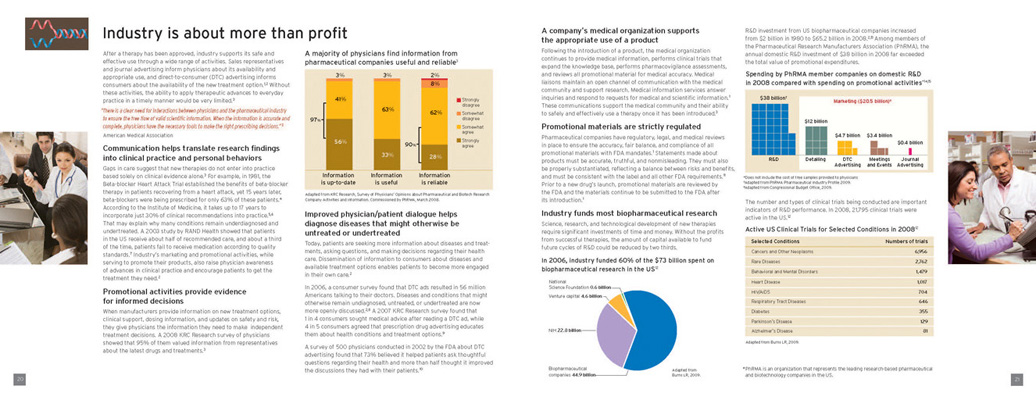 Industry is about more than profit
After a therapy has been approved, industry supports its safe and
effective use through a wide range of activities. Sales representatives
and journal advertising inform physicians about its availability and
appropriate use, and direct-to-consumer (DTC) advertising informs
consumers about the availability of the new treatment option. Without
these activities, the ability to apply therapeutic advances to everyday
practice in a timely manner would be very limited.
"There is a clear need for interactions between physicians and the pharmaceutical industry
to ensure the free flow of valid scientific information. When the information is accurate and
complete, physicians have the necessary tools to make the right prescribing decisions."
American Medical Association
Communication helps translate research findings
into clinical practice and personal behaviors
Gaps in care suggest that new therapies do not enter into practice
based solely on clinical evidence alone. For example, in 1981, the
Beta-blocker Heart Attack Trial established the benefits of beta-blocker
therapy in patients recovering from a heart attack, yet 15 years later,
beta-blockers were being prescribed for only 63% of these patients.
According to the Institute of Medicine, it takes up to 17 years to
incorporate just 30% of clinical recommendations into practice.
That may explain why many conditions remain underdiagnosed and
undertreated. A 2003 study by RAND Health showed that patients
in the US receive about half of recommended care, and about a third
of the time, patients fail to receive medication according to quality
standards. Industry's marketing and promotional activities, while
serving to promote their products, also raise physician awareness
of advances in clinical practice and encourage patients to get the
treatment they need.
Promotional activities provide evidence
for informed decisions
When manufacturers provide information on new treatment options,
clinical support, dosing information, and updates on safety and risk,
they give physicians the information they need to make independent
treatment decisions. A 2008 KRC Research survey of physicians
showed that 95% of them valued information from representatives
about the latest drugs and treatments.
20
A majority of physicians find information from
pharmaceutical companies useful and reliable
3% 3% 2%
8%
41% 63% 62%
97% 90%
56% 33% 28%
Strongly disagree
Somewhat disagree
Somewhat agree
Strongly agree
Information is up-to-date
Information is useful
Information is reliable
Adapted from KRC Research, Survey of Physicians' Opinions about Pharmaceutical and Biotech Research
Company Activities and Information. Commissioned by PhRMA, March 2008.
Improved physician/patient dialogue helps
diagnose diseases that might otherwise be
untreated or undertreated
Today, patients are seeking more information about diseases and treat-
ments, asking questions, and making decisions regarding their health
care. Dissemination of information to consumers about diseases and
available treatment options enables patients to become more engaged
in their own care.
In 2006, a consumer survey found that DTC ads resulted in 56 million
Americans talking to their doctors. Diseases and conditions that might
otherwise remain undiagnosed, untreated, or undertreated are now
more openly discussed. A 2007 KRC Research survey found that
1 in 4 consumers sought medical advice after reading a DTC ad, while
4 in 5 consumers agreed that prescription drug advertising educates
them about health conditions and treatment options.
A survey of 500 physicians conducted in 2002 by the FDA about DTC
advertising found that 73% believed it helped patients ask thoughtful
questions regarding their health and more than half thought it improved
the discussions they had with their patients.
A company's medical organization supports
the appropriate use of a product
Following the introduction of a product, the medical organization
continues to provide medical information, perform clinical trials that
expand the knowledge base, perform pharmacovigilance assessments,
and reviews all promotional material for medical accuracy. Medical
liaisons maintain an open channel of communication with the medical
community and support research. Medical information services answer
inquiries and respond to requests for medical and scientific information.
These communications support the medical community and their ability
to safely and effectively use a therapy once it has been introduced.
Promotional materials are strictly regulated
Pharmaceutical companies have regulatory, legal, and medical reviews
in place to ensure the accuracy, fair balance, and compliance of all
promotional materials with FDA mandates. Statements made about
products must be accurate, truthful, and nonmisleading. They must also
be properly substantiated, reflecting a balance between risks and benefits,
and must be consistent with the label and all other FDA requirements.
Prior to a new drug's launch, promotional materials are reviewed by
the FDA and the materials continue to be submitted to the FDA after
its introduction.
Industry funds most biopharmaceutical research
Science, research, and technological development of new therapies
require significant investments of time and money. Without the profits
from successful therapies, the amount of capital available to fund
future cycles of R&D could be reduced by two thirds.
In 2006, industry funded 60% of the $73 billion spent on
biopharmaceutical research in the US
National
Science Foundation 0.6 billion
Venture capital 4.6 billion
NIH 22.0 billion
Biopharmaceutical
companies 44.9 billion
Adapted from
Burns LR, 2009.
R&D investment from US biopharmaceutical companies increased
from $2 billion in 1980 to $65.2 billion in 2008. Among members of
the Pharmaceutical Research Manufacturers Association (PhRMA), the
annual domestic R&D investment of $38 billion in 2008 far exceeded
the total value of promotional expenditures.
Spending by PhRMA member companies on domestic R&D
in 2008 compared with spending on promotional activities
$38 billion
Marketing ($20.5 billion)
$12 billion
$4.7 billion
$3.4 billion
$0.4 billion
R&D
Detailing
DTC Advertising
Meetings and Events
Journal Advertising
Does not include the cost of free samples provided to physicians
Adapted from PhRMA Pharmaceutical Industry Profile 2009.
Adapted from Congressional Budget Office, 2009.
The number and types of clinical trials being conducted are important
indicators of R&D performance. In 2008, 21,795 clinical trials were
active in the US.
Active US Clinical Trials for Selected Conditions in 2008
Selected Conditions Numbers of trials
Cancers and Other Neoplasms 6,956
Rare Diseases 2,762
Behavioral and Mental Disorders 1,479
Heart Disease 1,087
HIV/AIDS 704
Respiratory Tract Diseases 646
Diabetes 355
Parkinson's Disease 129
Alzheimer's Disease 81
Adapted from Burns LR, 2009.
*PhRMA is an organization that represents the leading research-based pharmaceutical
and biotechnology companies in the US.
21